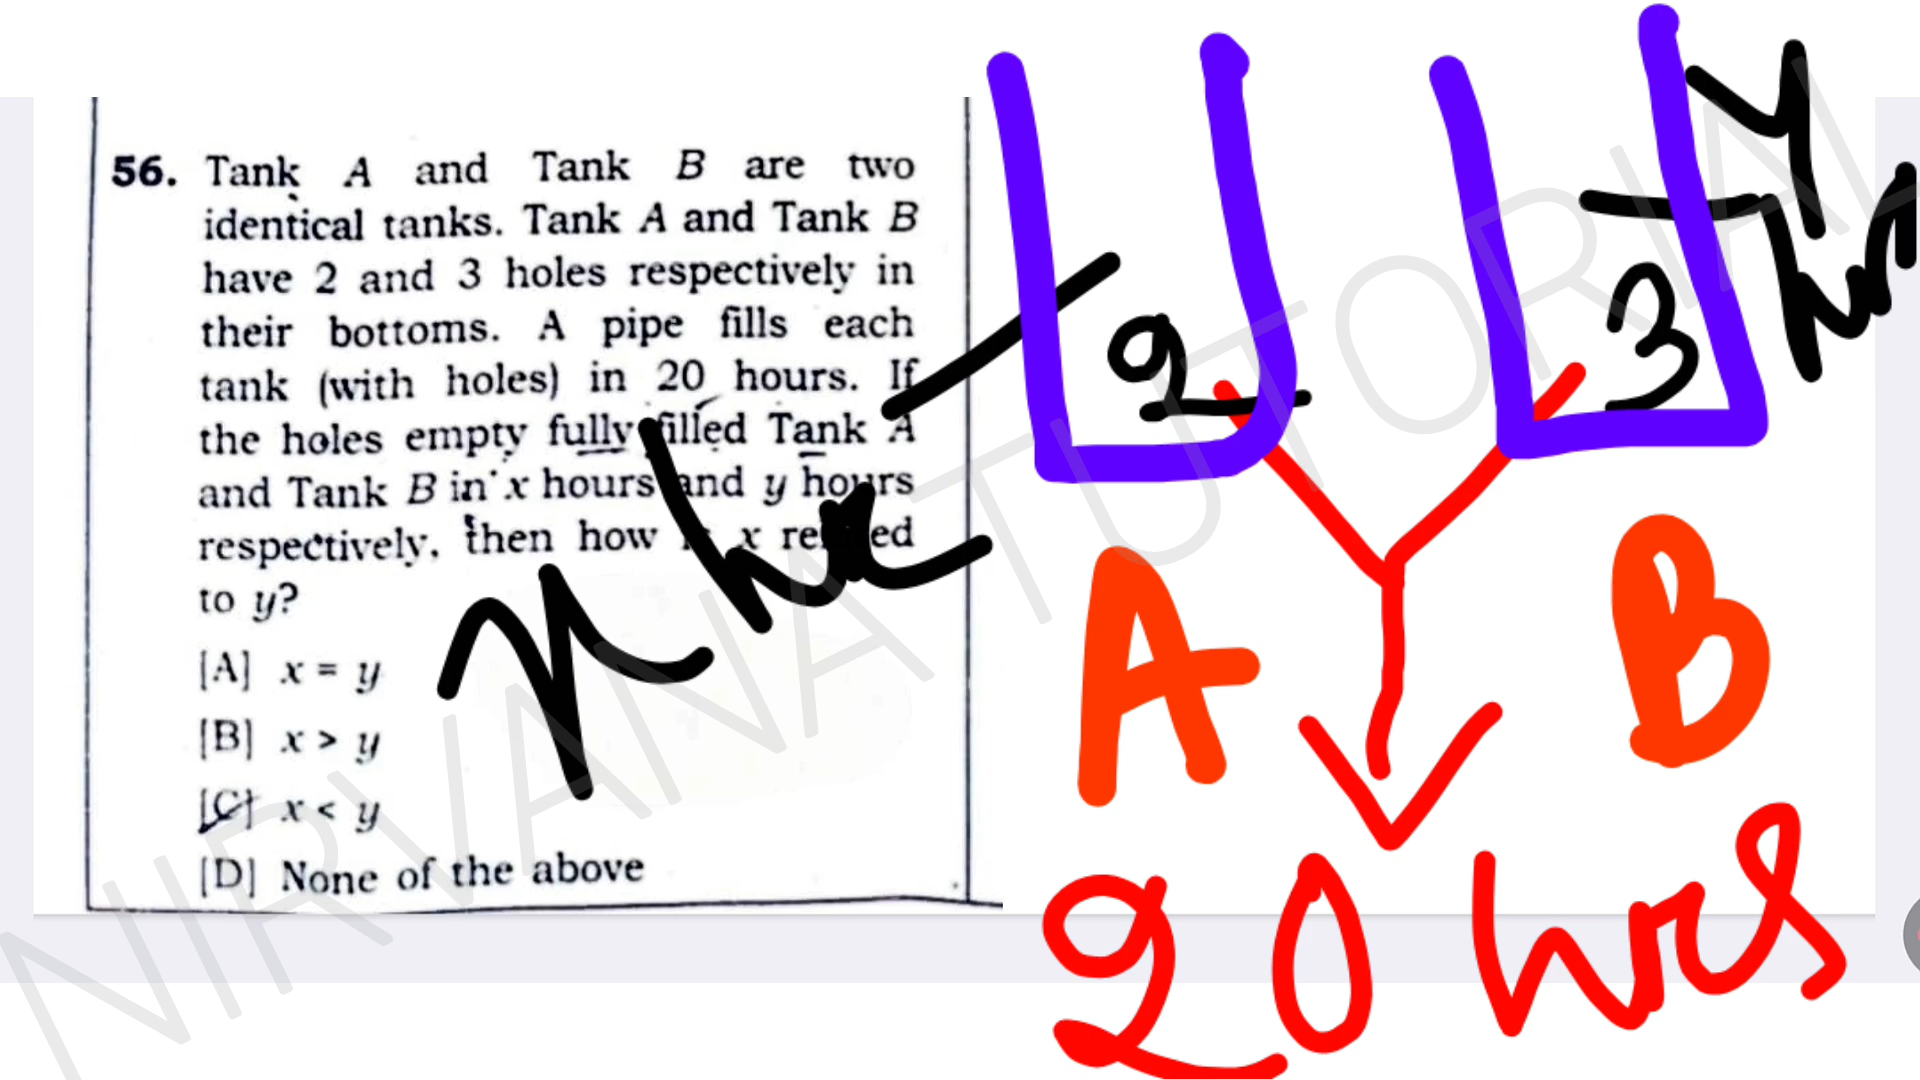 56. Tank A and Tank B are two
identical tanks. Tank A and Tank B
have 2 and 3 holes respectively in
their bottoms. A pipe fills each
tank (with holes) in 20 hours. If
the holes empty fully filled Tank A
and Tank B in x hours and y hours
respectively, then how x related
to y?
[A] x = y
[B] x > y
[C] x < y
[D] None of the above
x hr
2
3
y hr
A
B
20 hrs
NIRVANA TUTORIAL